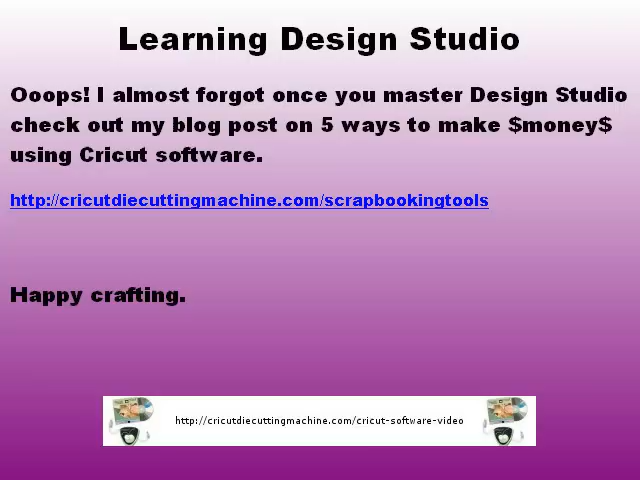 Learning Design Studio
Ooops! I almost forgot once you master Design Studio
check out my blog post on 5 ways to make $money$
using Cricut software.
http://cricutdiecuttingmachine.com/scrapbookingtools
Happy crafting.
http://cricutdiecuttingmachine.com/cricut-software-video